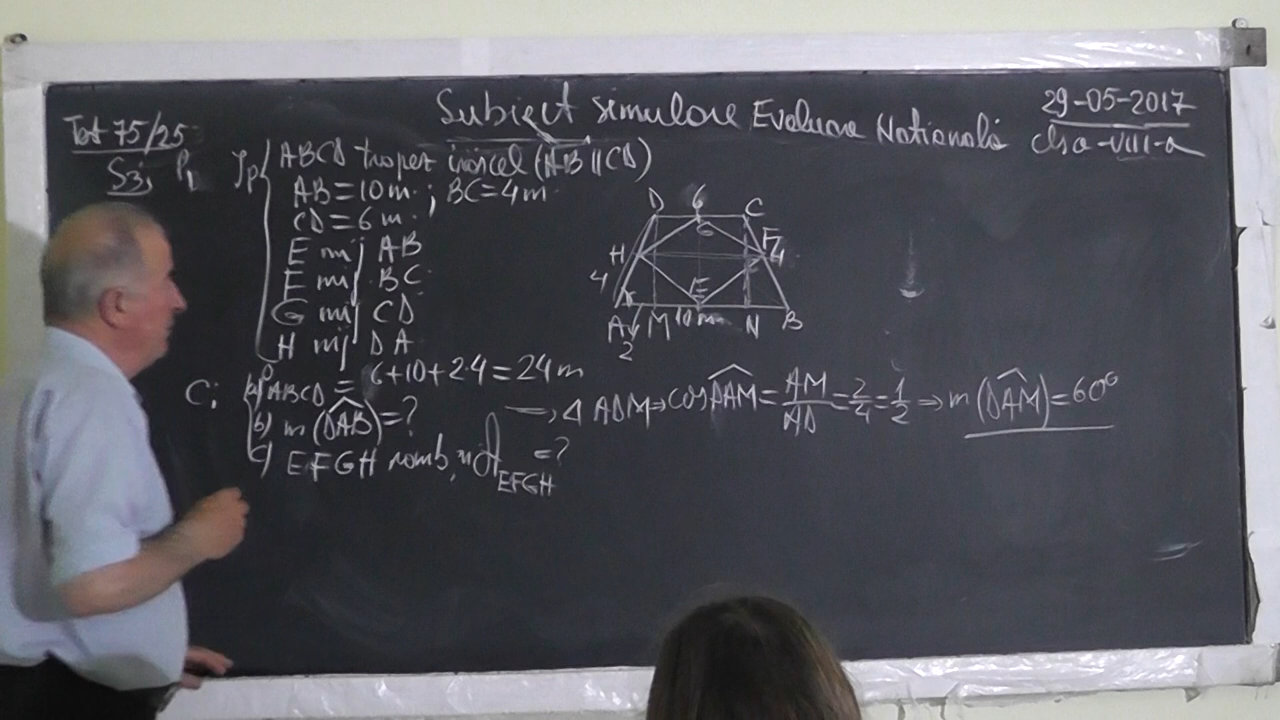 Subiect simulare Evaluare Națională
29-05-2017
clsa-VIII-a
Tst 75/25
S3; P1
Ip
ABCD trapez isoscel (AB || CD)
AB = 10 m ; BC = 4 m
CD = 6 m
E mij AB
F mij BC
G mij CD
H mij DA
C:
a) PABCD = 6+10+2·4 = 24 m
b) m(DAB) = ?
c) EFGH romb, =?
EFGH
D 6 C
G
H F
4 4
E
A M 10 m N B
2
=> Δ ADM => cos DAM = AM/AD = 2/4 = 1/2 => m(DAM) = 60°